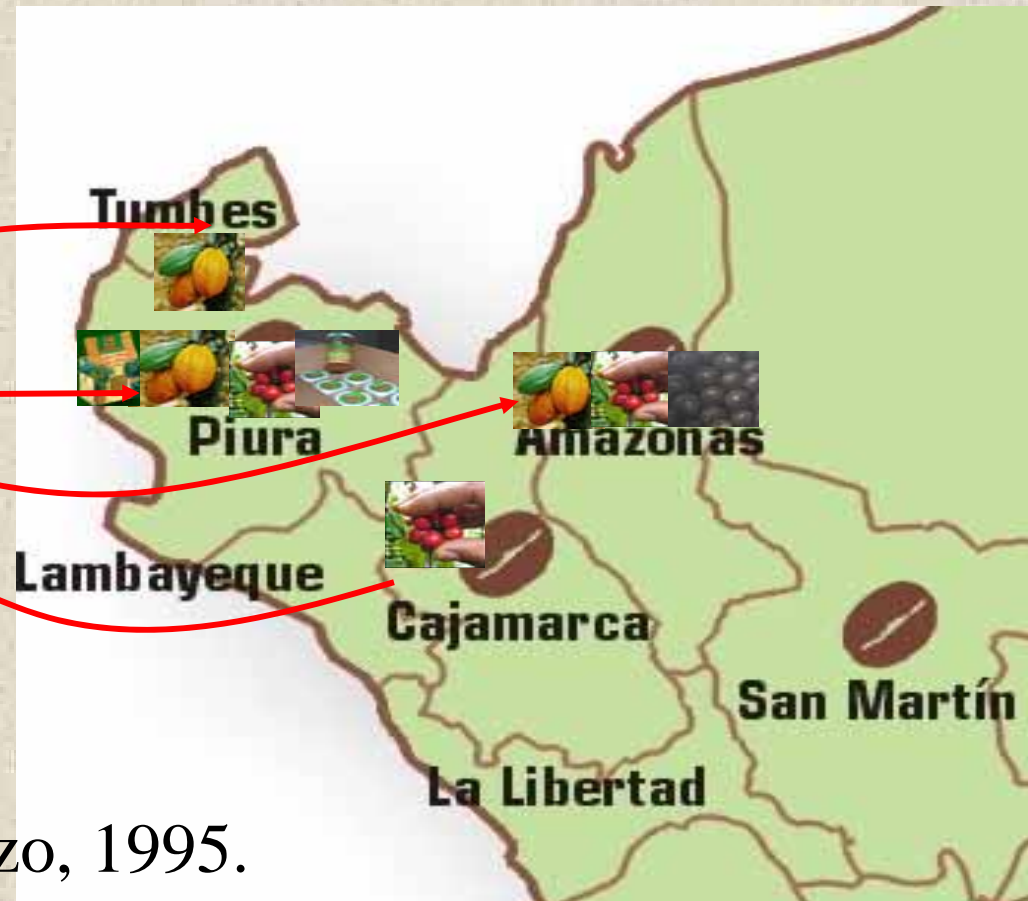 Tumbes
Piura
Amazonas
Lambayeque
Cajamarca
San Martín
La Libertad
zo, 1995.